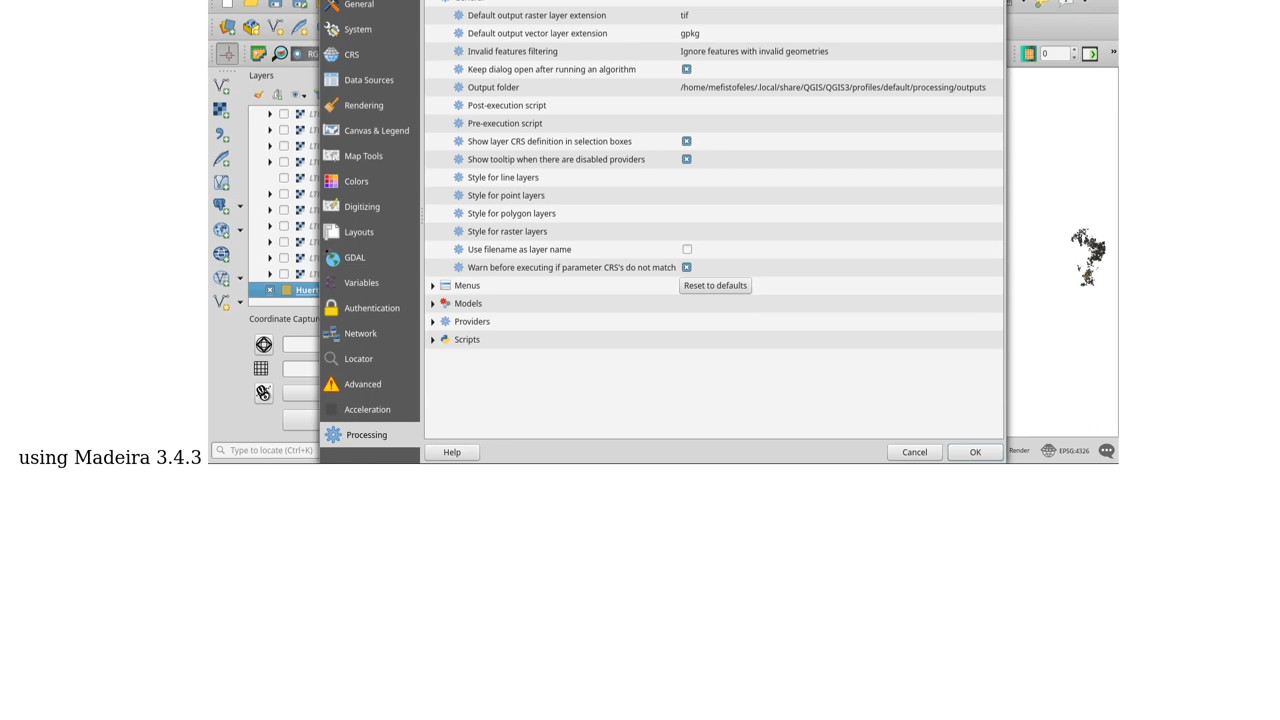 General
Default output raster layer extension tif
System
Default output vector layer extension gpkg
Invalid features filtering Ignore features with invalid geometries
CRS
0
Keep dialog open after running an algorithm
Layers
Data Sources
Output folder /home/mefistofeles/.local/share/QGIS/QGIS3/profiles/default/processing/outputs
Rendering
Post-execution script
Pre-execution script
Canvas & Legend
Show layer CRS definition in selection boxes
Map Tools
Show tooltip when there are disabled providers
Colors
Style for line layers
Style for point layers
Digitizing
Style for polygon layers
Layouts
Style for raster layers
Use filename as layer name
GDAL
Warn before executing if parameter CRS's do not match
Variables
Menus Reset to defaults
Huert
Models
Authentication
Coordinate Captur
Providers
Network
Scripts
Locator
Advanced
Acceleration
Processing
using Madeira 3.4.3
Type to locate (Ctrl+K)
Help Cancel OK
Render EPSG:4326